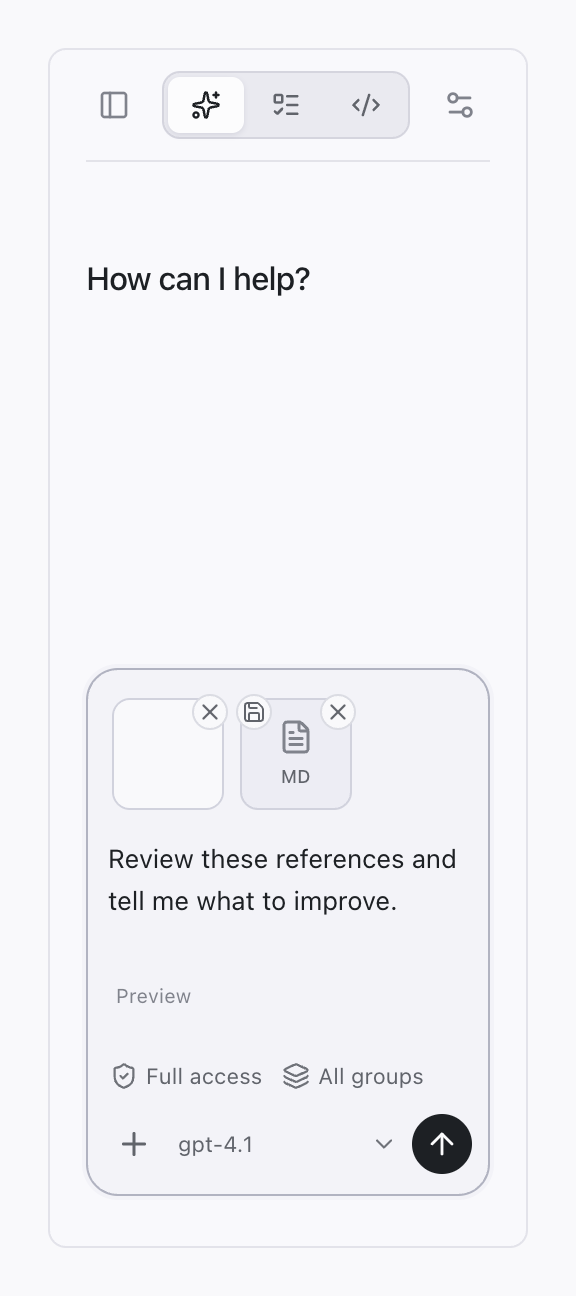 How can I help?
MD
Review these references and
tell me what to improve.
Preview
Full access All groups
gpt-4.1